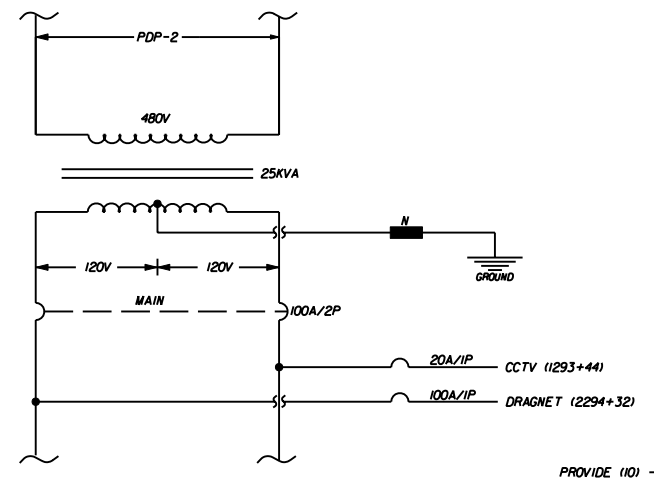 PDP-2
480V
25KVA
N
GROUND
120V 120V
MAIN
100A/2P
20A/1P
CCTV (1293+44)
100A/1P
DRAGNET (2294+32)
PROVIDE (10) -